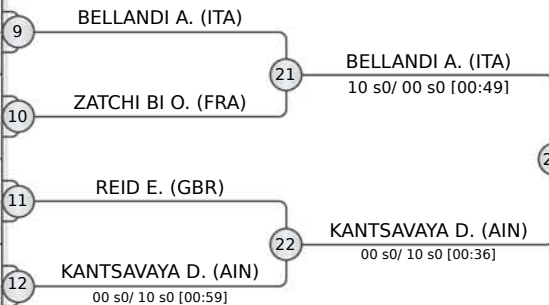 BELLANDI A. (ITA)
9
21
BELLANDI A. (ITA)
10 s0/ 00 s0 [00:49]
ZATCHI BI O. (FRA)
10
REID E. (GBR)
11
22
KANTSAVAYA D. (AIN)
00 s0/ 10 s0 [00:36]
KANTSAVAYA D. (AIN)
12
00 s0/ 10 s0 [00:59]